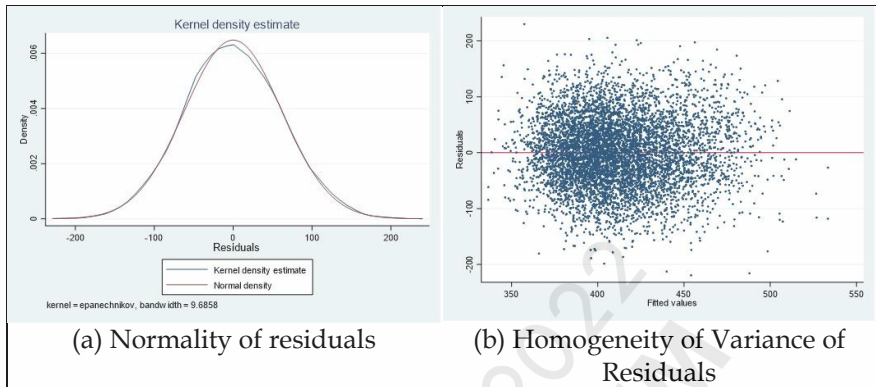 Kernel density estimate
.006
.004
.002
0
Density
-200 -100 0 100 200
Residuals
Kernel density estimate
Normal density
kernel = epanechnikov, bandwidth = 9.6858
(a) Normality of residuals
200
100
0
-100
-200
Residuals
350 400 450 500 550
Fitted values
(b) Homogeneity of Variance of
Residuals
2022